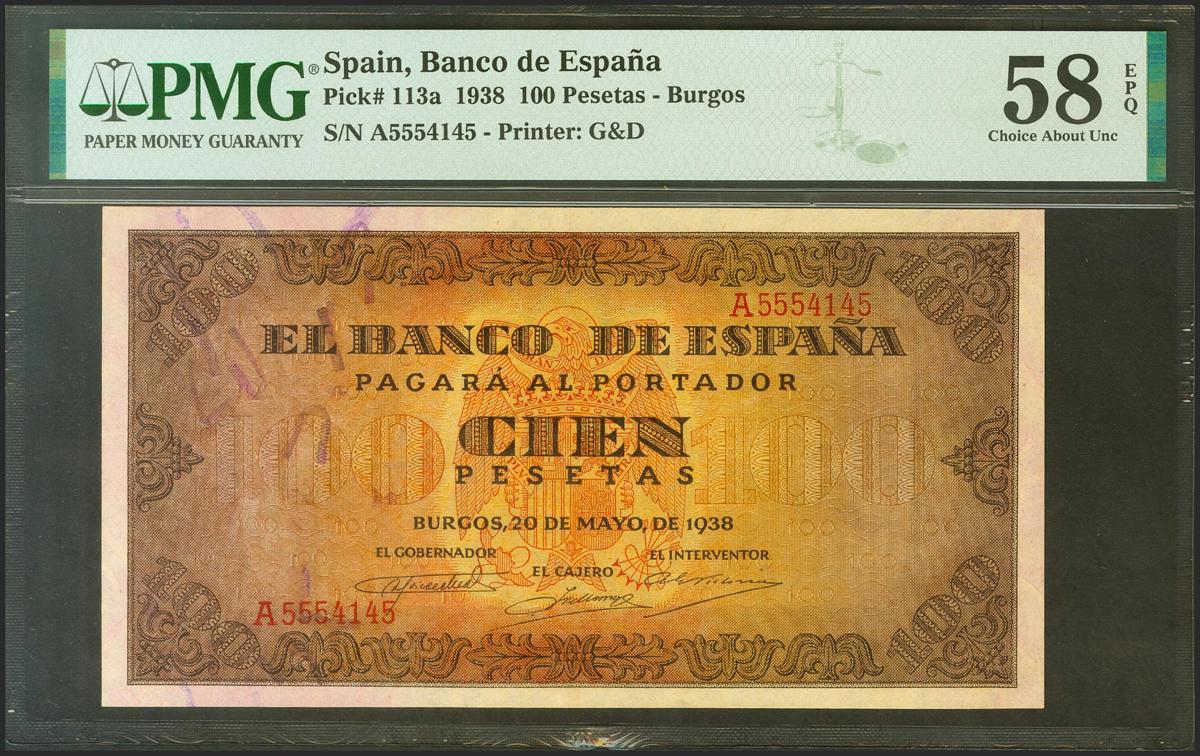 PMG®
PAPER MONEY GUARANTY
Spain, Banco de España
Pick# 113a 1938 100 Pesetas - Burgos
S/N A5554145 - Printer: G&D
58 EPQ
Choice About Unc
A5554145
EL BANCO DE ESPAÑA
PAGARÁ AL PORTADOR
100 CIEN 100
PESETAS
BURGOS, 20 DE MAYO, DE 1938
EL GOBERNADOR
EL CAJERO
EL INTERVENTOR
A5554145